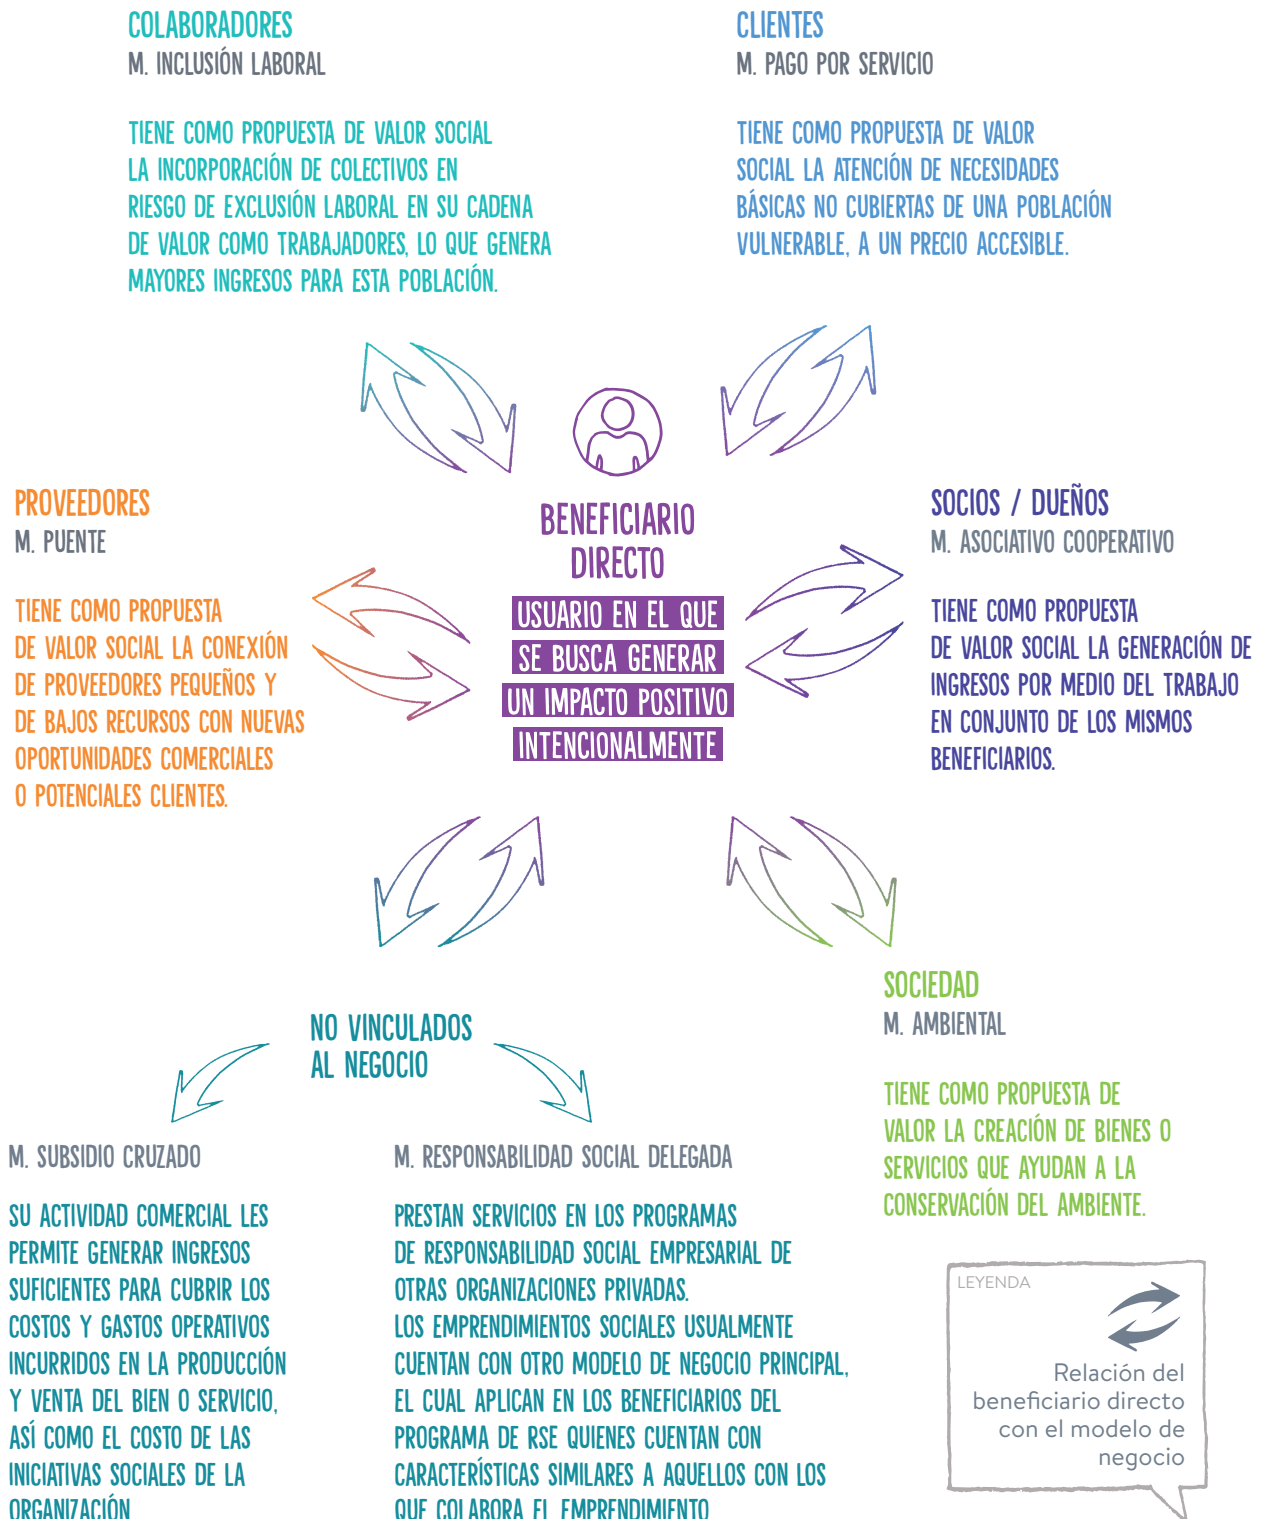 COLABORADORES
M. INCLUSIÓN LABORAL
TIENE COMO PROPUESTA DE VALOR SOCIAL
LA INCORPORACIÓN DE COLECTIVOS EN
RIESGO DE EXCLUSIÓN LABORAL EN SU CADENA
DE VALOR COMO TRABAJADORES, LO QUE GENERA
MAYORES INGRESOS PARA ESTA POBLACIÓN.
CLIENTES
M. PAGO POR SERVICIO
TIENE COMO PROPUESTA DE VALOR
SOCIAL LA ATENCIÓN DE NECESIDADES
BÁSICAS NO CUBIERTAS DE UNA POBLACIÓN
VULNERABLE, A UN PRECIO ACCESIBLE.
PROVEEDORES
M. PUENTE
TIENE COMO PROPUESTA
DE VALOR SOCIAL LA CONEXIÓN
DE PROVEEDORES PEQUEÑOS Y
DE BAJOS RECURSOS CON NUEVAS
OPORTUNIDADES COMERCIALES
O POTENCIALES CLIENTES.
BENEFICIARIO
DIRECTO
USUARIO EN EL QUE
SE BUSCA GENERAR
UN IMPACTO POSITIVO
INTENCIONALMENTE
SOCIOS / DUEÑOS
M. ASOCIATIVO COOPERATIVO
TIENE COMO PROPUESTA
DE VALOR SOCIAL LA GENERACIÓN DE
INGRESOS POR MEDIO DEL TRABAJO
EN CONJUNTO DE LOS MISMOS
BENEFICIARIOS.
NO VINCULADOS
AL NEGOCIO
M. SUBSIDIO CRUZADO
SU ACTIVIDAD COMERCIAL LES
PERMITE GENERAR INGRESOS
SUFICIENTES PARA CUBRIR LOS
COSTOS Y GASTOS OPERATIVOS
INCURRIDOS EN LA PRODUCCIÓN
Y VENTA DEL BIEN O SERVICIO,
ASÍ COMO EL COSTO DE LAS
INICIATIVAS SOCIALES DE LA
ORGANIZACIÓN
M. RESPONSABILIDAD SOCIAL DELEGADA
PRESTAN SERVICIOS EN LOS PROGRAMAS
DE RESPONSABILIDAD SOCIAL EMPRESARIAL DE
OTRAS ORGANIZACIONES PRIVADAS.
LOS EMPRENDIMIENTOS SOCIALES USUALMENTE
CUENTAN CON OTRO MODELO DE NEGOCIO PRINCIPAL,
EL CUAL APLICAN EN LOS BENEFICIARIOS DEL
PROGRAMA DE RSE QUIENES CUENTAN CON
CARACTERÍSTICAS SIMILARES A AQUELLOS CON LOS
QUE COLABORA EL EMPRENDIMIENTO
SOCIEDAD
M. AMBIENTAL
TIENE COMO PROPUESTA DE
VALOR LA CREACIÓN DE BIENES O
SERVICIOS QUE AYUDAN A LA
CONSERVACIÓN DEL AMBIENTE.
LEYENDA
Relación del
beneficiario directo
con el modelo de
negocio